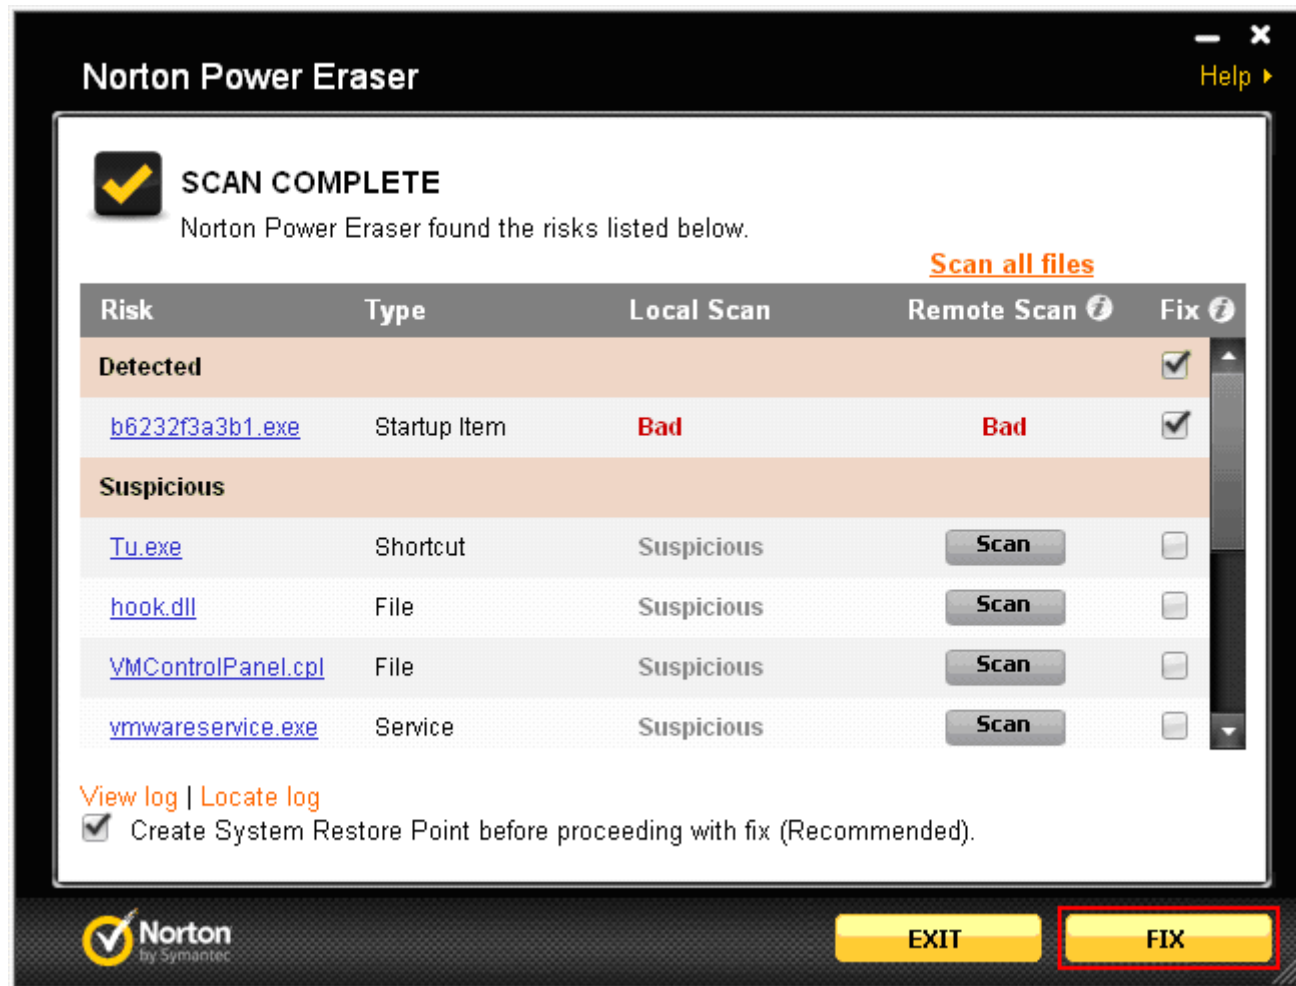 Norton Power Eraser
Help
SCAN COMPLETE
Norton Power Eraser found the risks listed below.
Scan all files
Risk Type Local Scan Remote Scan i Fix i
Detected
b6232f3a3b1.exe Startup Item Bad Bad
Suspicious
Tu.exe Shortcut Suspicious Scan
hook.dll File Suspicious Scan
VMControlPanel.cpl File Suspicious Scan
vmwareservice.exe Service Suspicious Scan
View log | Locate log
Create System Restore Point before proceeding with fix (Recommended).
Norton
by Symantec
EXIT FIX